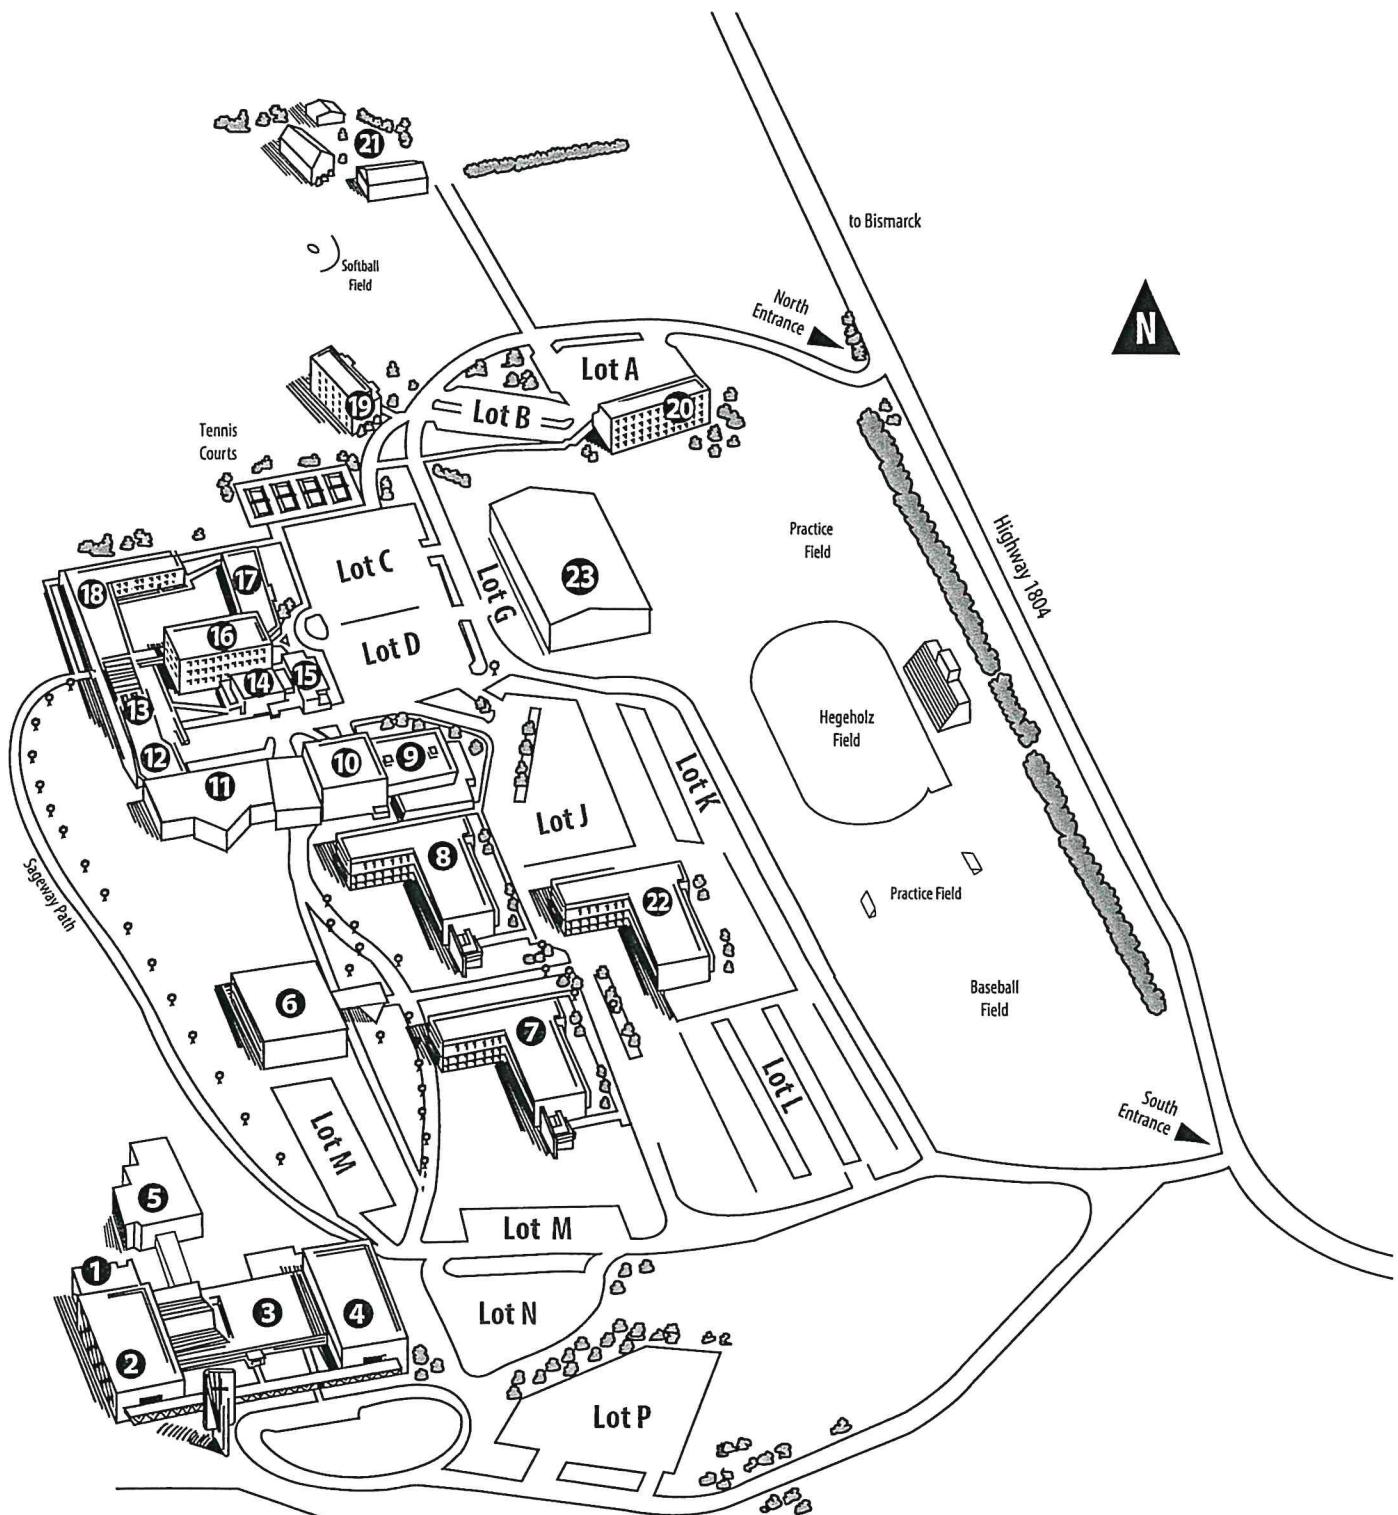 21
to Bismarck
Softball
Field
North
Entrance
N
Lot A
19
Lot B
20
Tennis
Courts
Practice
Field
Highway 1804
Lot C
23
17
18
Lot G
16
Lot D
15
14
13
Hegeholz
Field
12
11
10
9
Lot K
Lot J
8
Sageway Path
22
Practice Field
6
Baseball
Field
7
Lot L
South
Entrance
Lot M
5
Lot M
1
2
3
4
Lot N
Lot P